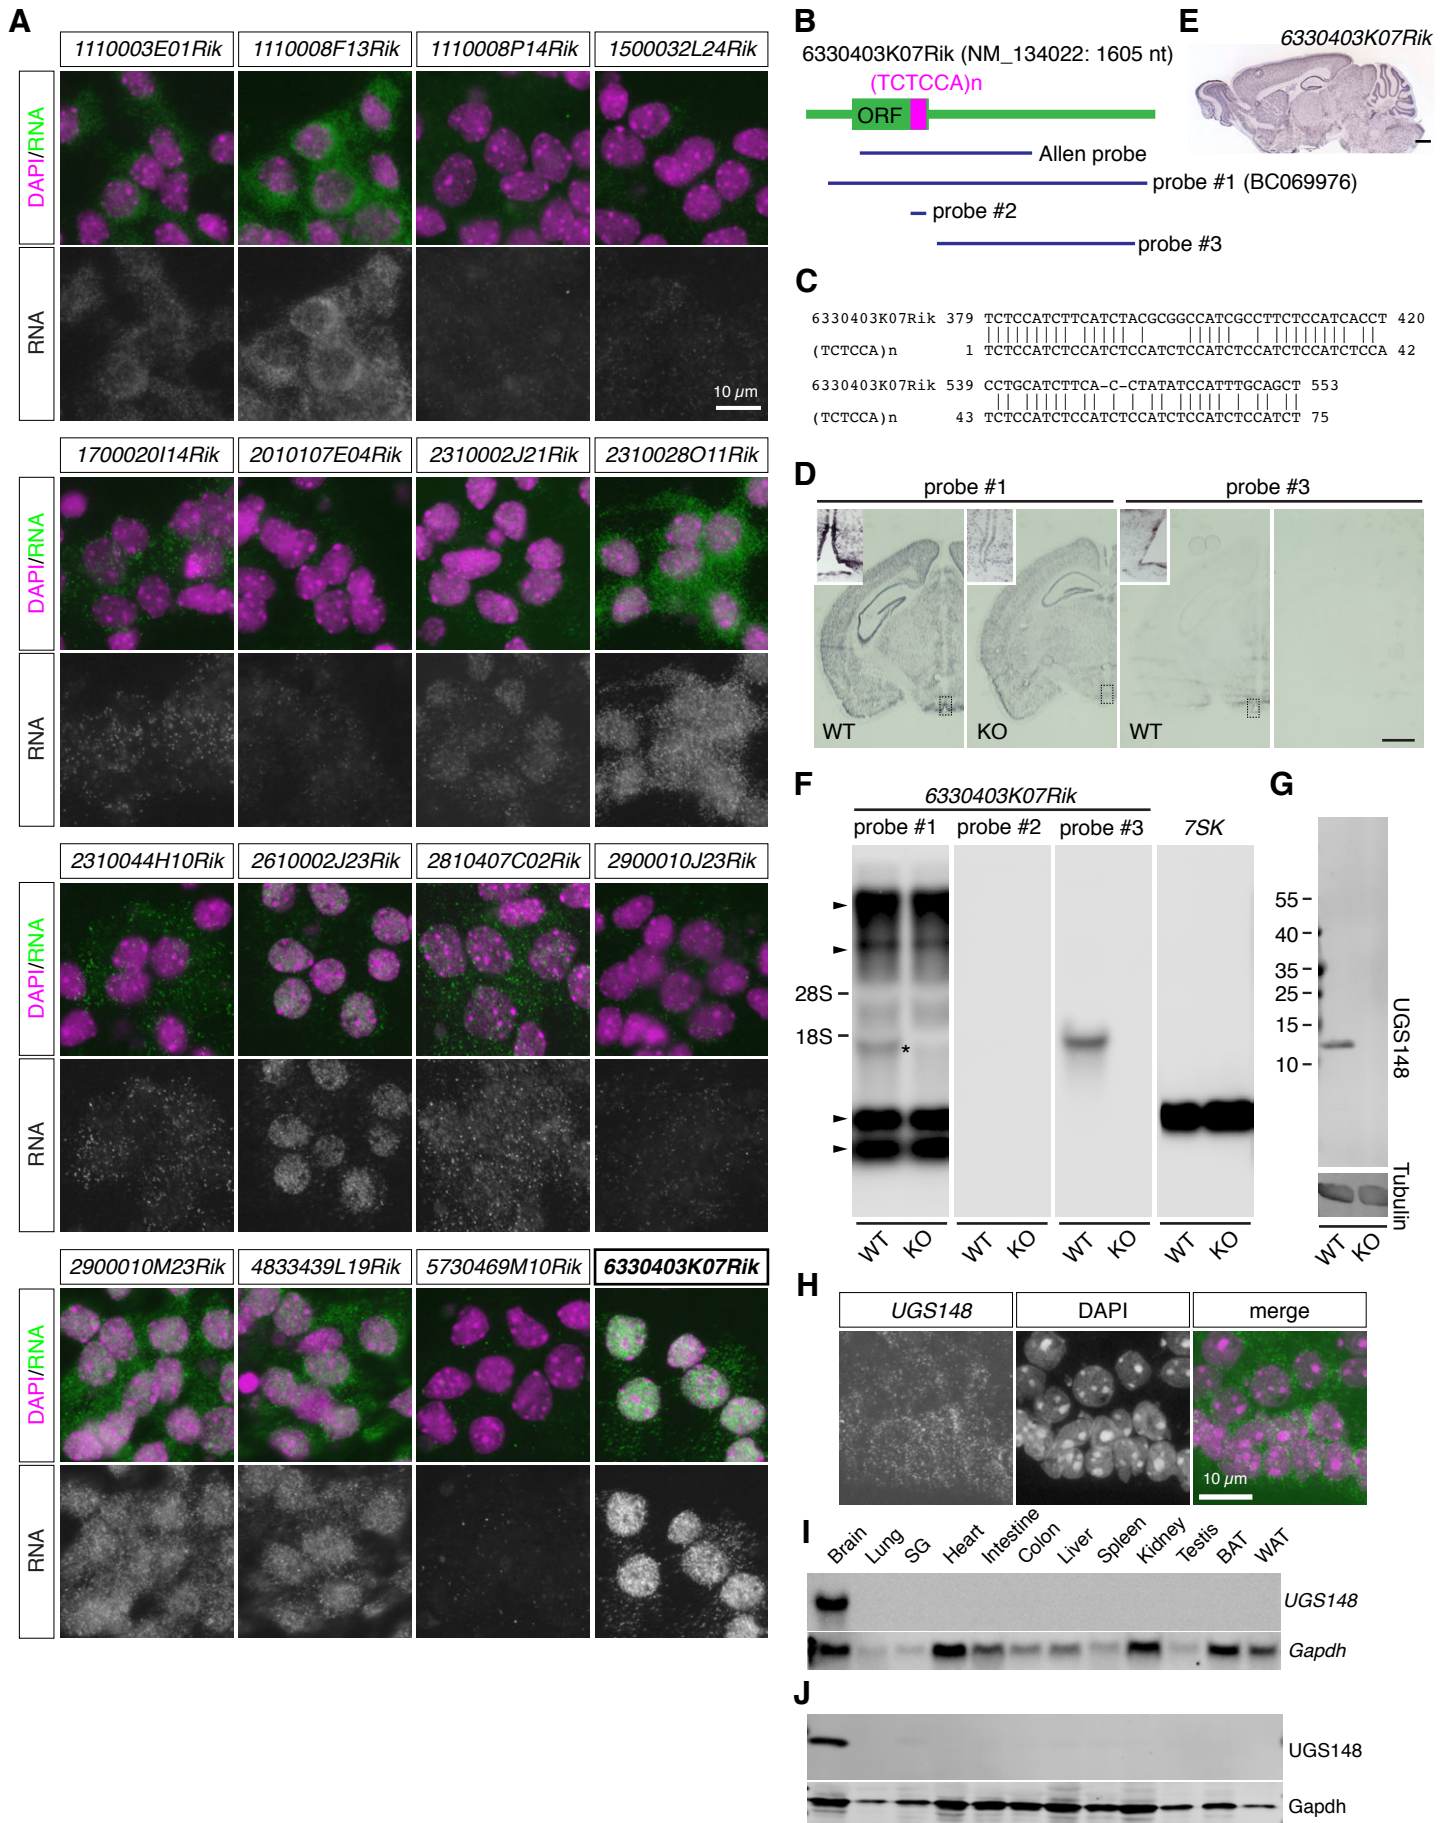 A
1110003E01Rik 1110008F13Rik 1110008P14Rik 1500032L24Rik
DAPI/RNA
RNA
10 µm
1700020I14Rik 2010107E04Rik 2310002J21Rik 2310028O11Rik
DAPI/RNA
RNA
2310044H10Rik 2610002J23Rik 2810407C02Rik 2900010J23Rik
DAPI/RNA
RNA
2900010M23Rik 4833439L19Rik 5730469M10Rik 6330403K07Rik
DAPI/RNA
RNA
B
6330403K07Rik (NM_134022: 1605 nt)
(TCTCCA)n
ORF
Allen probe
probe #1 (BC069976)
probe #2
probe #3
E
6330403K07Rik
C
6330403K07Rik 379 TCTCCATCTTCATCTACGCGGCCATCGCCTTCTCCATCACCT 420
(TCTCCA)n 1 TCTCCATCTCCATCTCCATCTCCATCTCCATCTCCATCTCCA 42
6330403K07Rik 539 CCTGCATCTTCA-C-CTATATCCATTTGCAGCT 553
(TCTCCA)n 43 TCTCCATCTCCATCTCCATCTCCATCTCCATCT 75
D
probe #1 probe #3
WT KO WT
F
6330403K07Rik
probe #1 probe #2 probe #3 7SK
28S
18S
*
WT KO WT KO WT KO WT KO
G
55
40
35
25
15
10
UGS148
Tubulin
WT KO
H
UGS148 DAPI merge
10 µm
I
Brain Lung SG Heart Intestine Colon Liver Spleen Kidney Testis BAT WAT
UGS148
Gapdh
J
UGS148
Gapdh